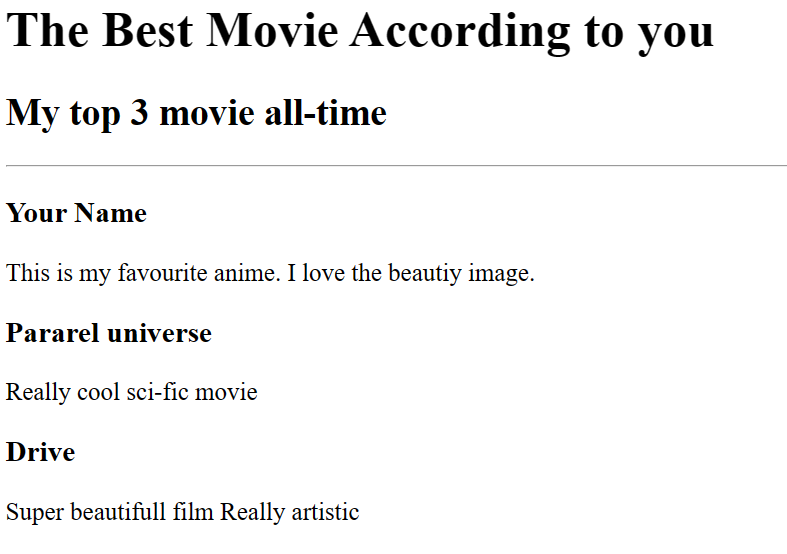 The Best Movie According to you
My top 3 movie all-time
Your Name
This is my favourite anime. I love the beautiy image.
Pararel universe
Really cool sci-fic movie
Drive
Super beautifull film Really artistic